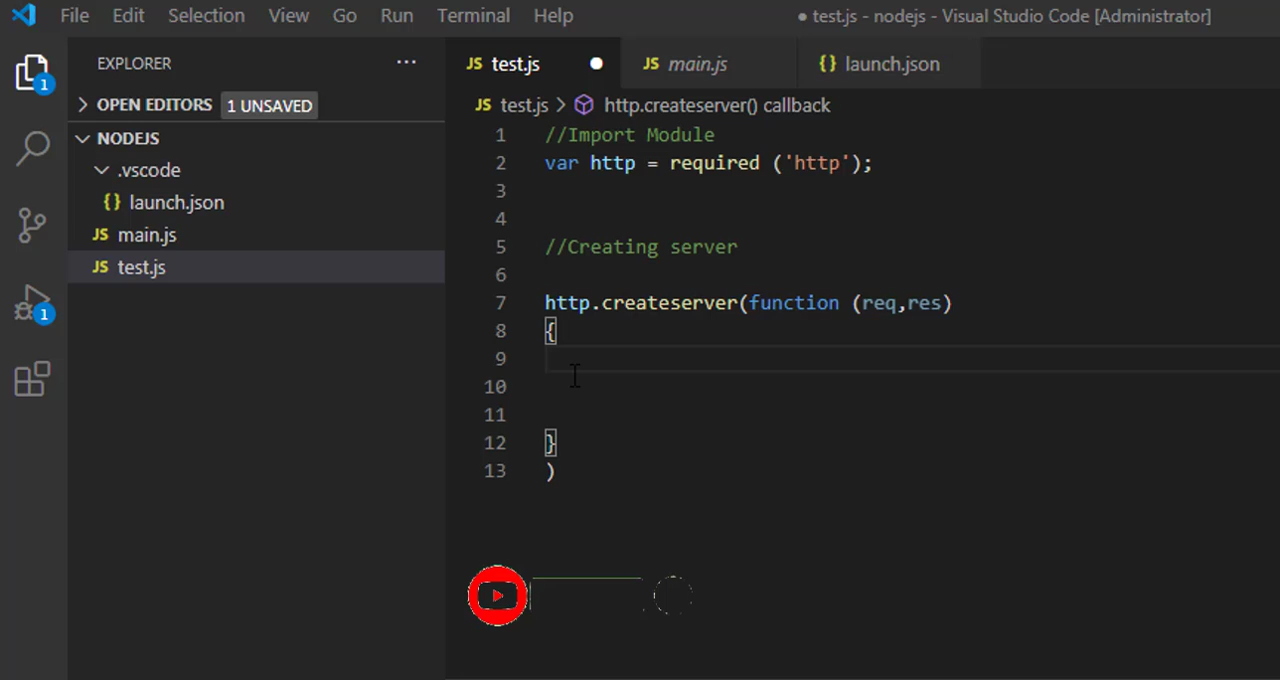 File Edit Selection View Go Run Terminal Help ● test.js - nodejs - Visual Studio Code [Administrator]
EXPLORER ...
JS test.js ● JS main.js {} launch.json
1
OPEN EDITORS 1 UNSAVED
JS test.js > http.createserver() callback
NODEJS
.vscode
{} launch.json
JS main.js
JS test.js
1
1 //Import Module
2 var http = required ('http');
3
4
5 //Creating server
6
7 http.createserver(function (req,res)
8 {
9
10
11
12 }
13 )